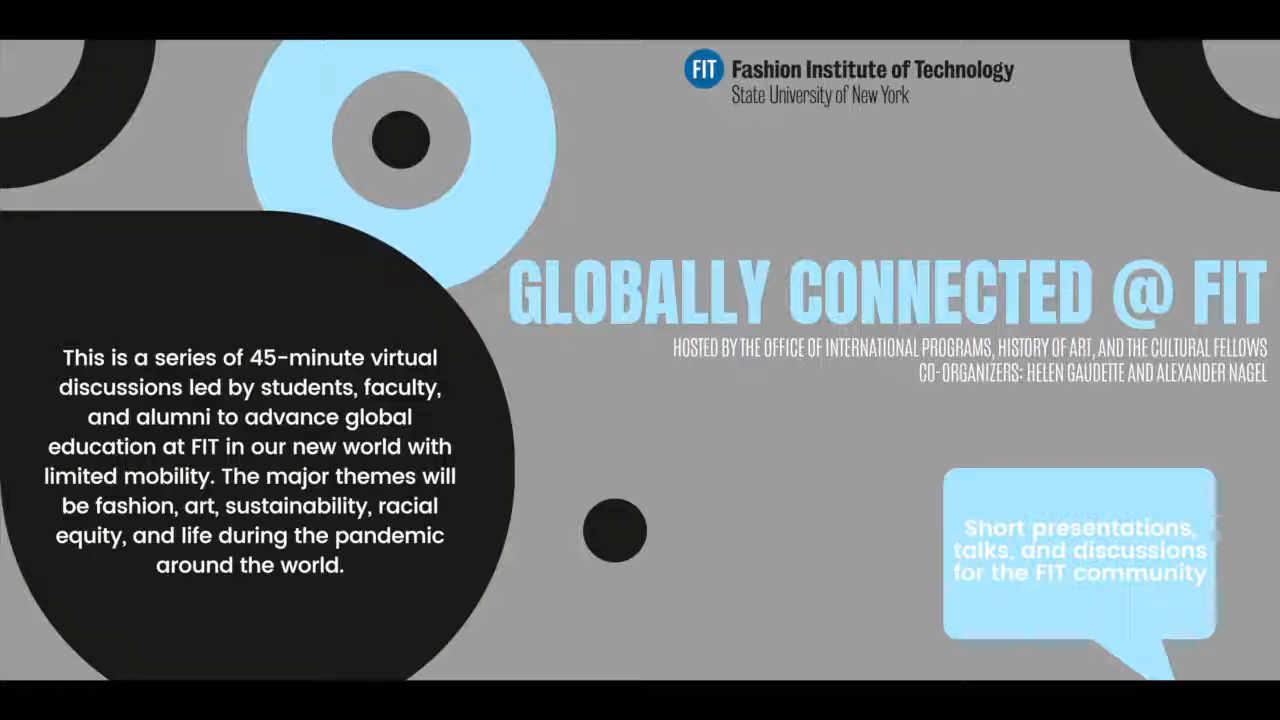 FIT Fashion Institute of Technology
State University of New York
GLOBALLY CONNECTED @ FIT
HOSTED BY THE OFFICE OF INTERNATIONAL PROGRAMS, HISTORY OF ART, AND THE CULTURAL FELLOWS
CO-ORGANIZERS: HELEN GAUDETTE AND ALEXANDER NAGEL
This is a series of 45-minute virtual
discussions led by students, faculty,
and alumni to advance global
education at FIT in our new world with
limited mobility. The major themes will
be fashion, art, sustainability, racial
equity, and life during the pandemic
around the world.
Short presentations,
talks, and discussions
for the FIT community